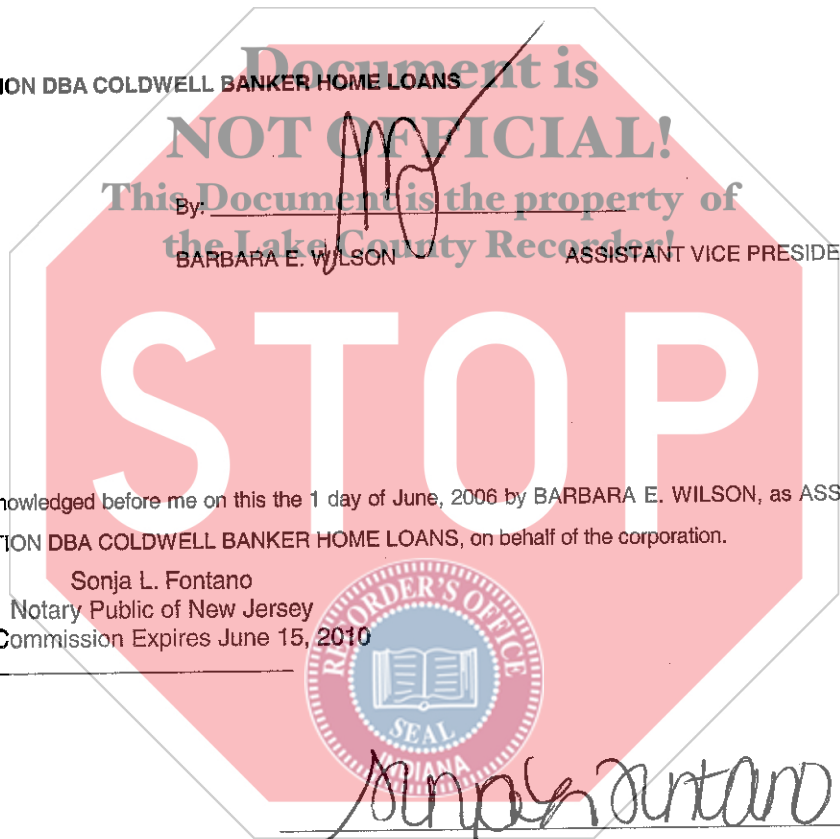 Document is
ION DBA COLDWELL BANKER HOME LOANS
NOT OFFICIAL!
This Document is the property of
By:
the Lake County Recorder!
BARBARA E. WILSON ASSISTANT VICE PRESIDE
STOP
nowledged before me on this the 1 day of June, 2006 by BARBARA E. WILSON, as ASS
TION DBA COLDWELL BANKER HOME LOANS, on behalf of the corporation.
Sonja L. Fontano
Notary Public of New Jersey
Commission Expires June 15, 2010
RECORDER'S OFFICE
SEAL
INDIANA
Sonja L Fontano